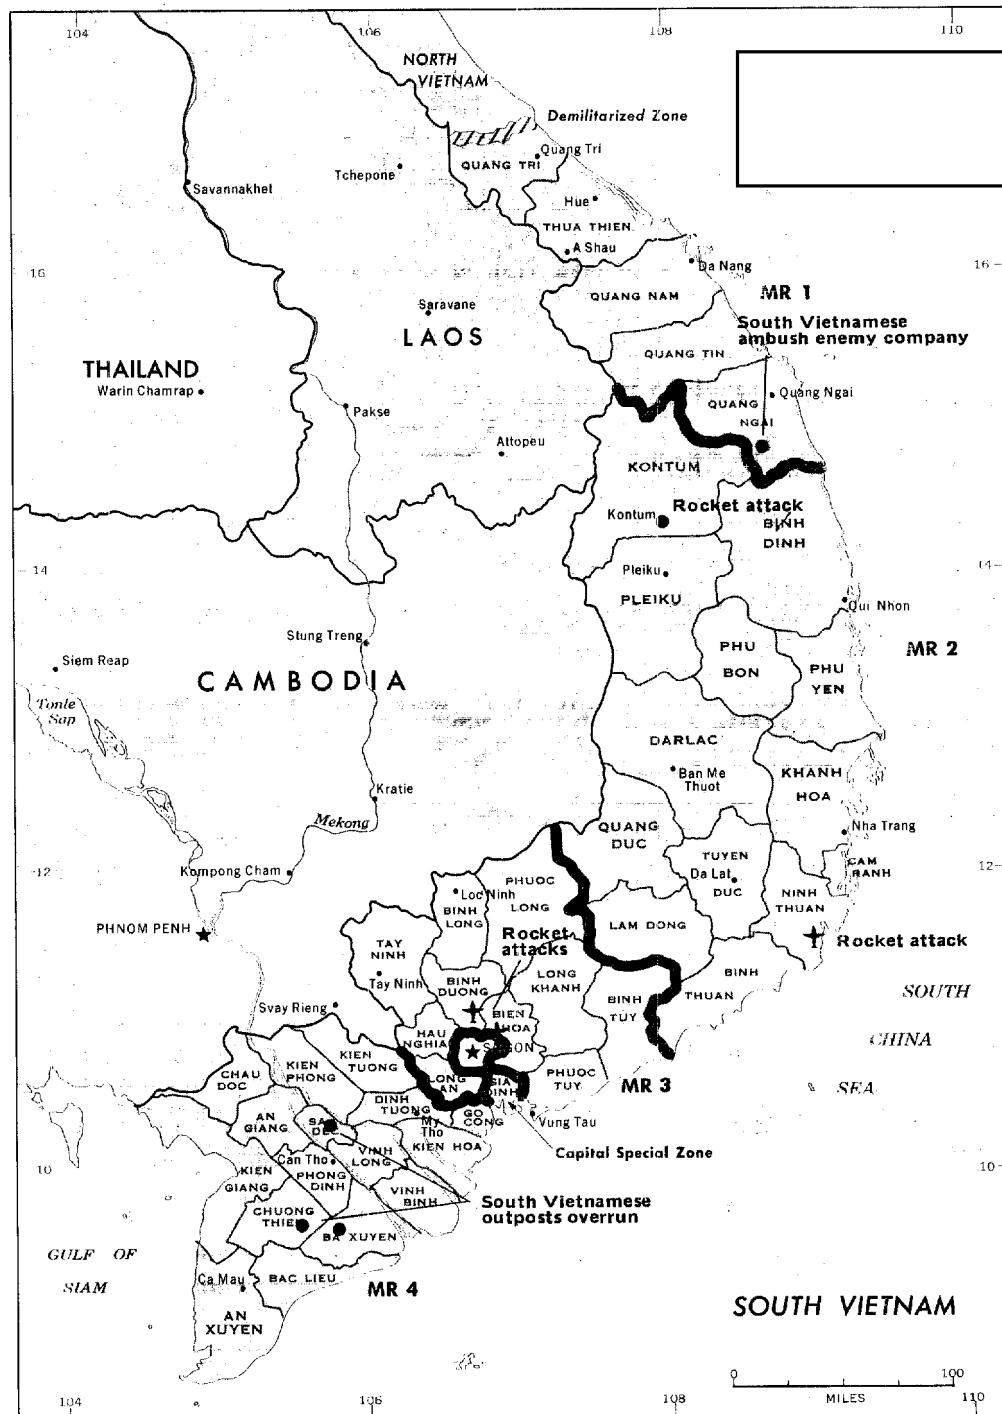 104
106
108
110
NORTH
VIETNAM
Demilitarized Zone
Quang Tri
QUANG TRI
Tchepone
Savannakhet
Hue
THUA THIEN
A Shau
Da Nang
16
16
QUANG NAM
MR 1
Saravane
LAOS
South Vietnamese
ambush enemy company
QUANG TIN
THAILAND
Warin Chamrap
Pakse
QUANG
NGAI
Quang Ngai
Attopeu
KONTUM
Kontum
Rocket attack
BINH
DINH
14
14
Pleiku
PLEIKU
Qui Nhon
Stung Treng
Siem Reap
CAMBODIA
PHU
BON
PHU
YEN
MR 2
Tonle
Sap
DARLAC
Ban Me
Thuot
KHANH
HOA
Kratie
Mekong
QUANG
DUC
Nha Trang
12
12
Kompong Cham
TUYEN
DUC
Da Lat
CAM
RANH
PHUOC
LONG
Loc Ninh
BINH
LONG
NINH
THUAN
PHNOM PENH
LAM DONG
Rocket
attacks
Rocket attack
TAY
NINH
Tay Ninh
BINH
DUONG
LONG
KHANH
BINH
THUAN
BINH
TUY
SOUTH
CHINA
SEA
Svay Rieng
BIEN
HOA
HAU
NGHIA
SAIGON
KIEN
TUONG
KIEN
PHONG
CHAU
DOC
LONG
AN
GIA
DINH
PHUOC
TUY
MR 3
DINH
TUONG
My
Tho
GO
CONG
Vung Tau
AN
GIANG
SA
DEC
VINH
LONG
KIEN HOA
Capital Special Zone
10
10
Can Tho
KIEN
GIANG
PHONG
DINH
VINH
BINH
South Vietnamese
outposts overrun
CHUONG
THIEN
BA XUYEN
GULF OF
SIAM
Ca Mau
BAC LIEU
MR 4
AN
XUYEN
SOUTH VIETNAM
0
100
MILES
104
106
108
110